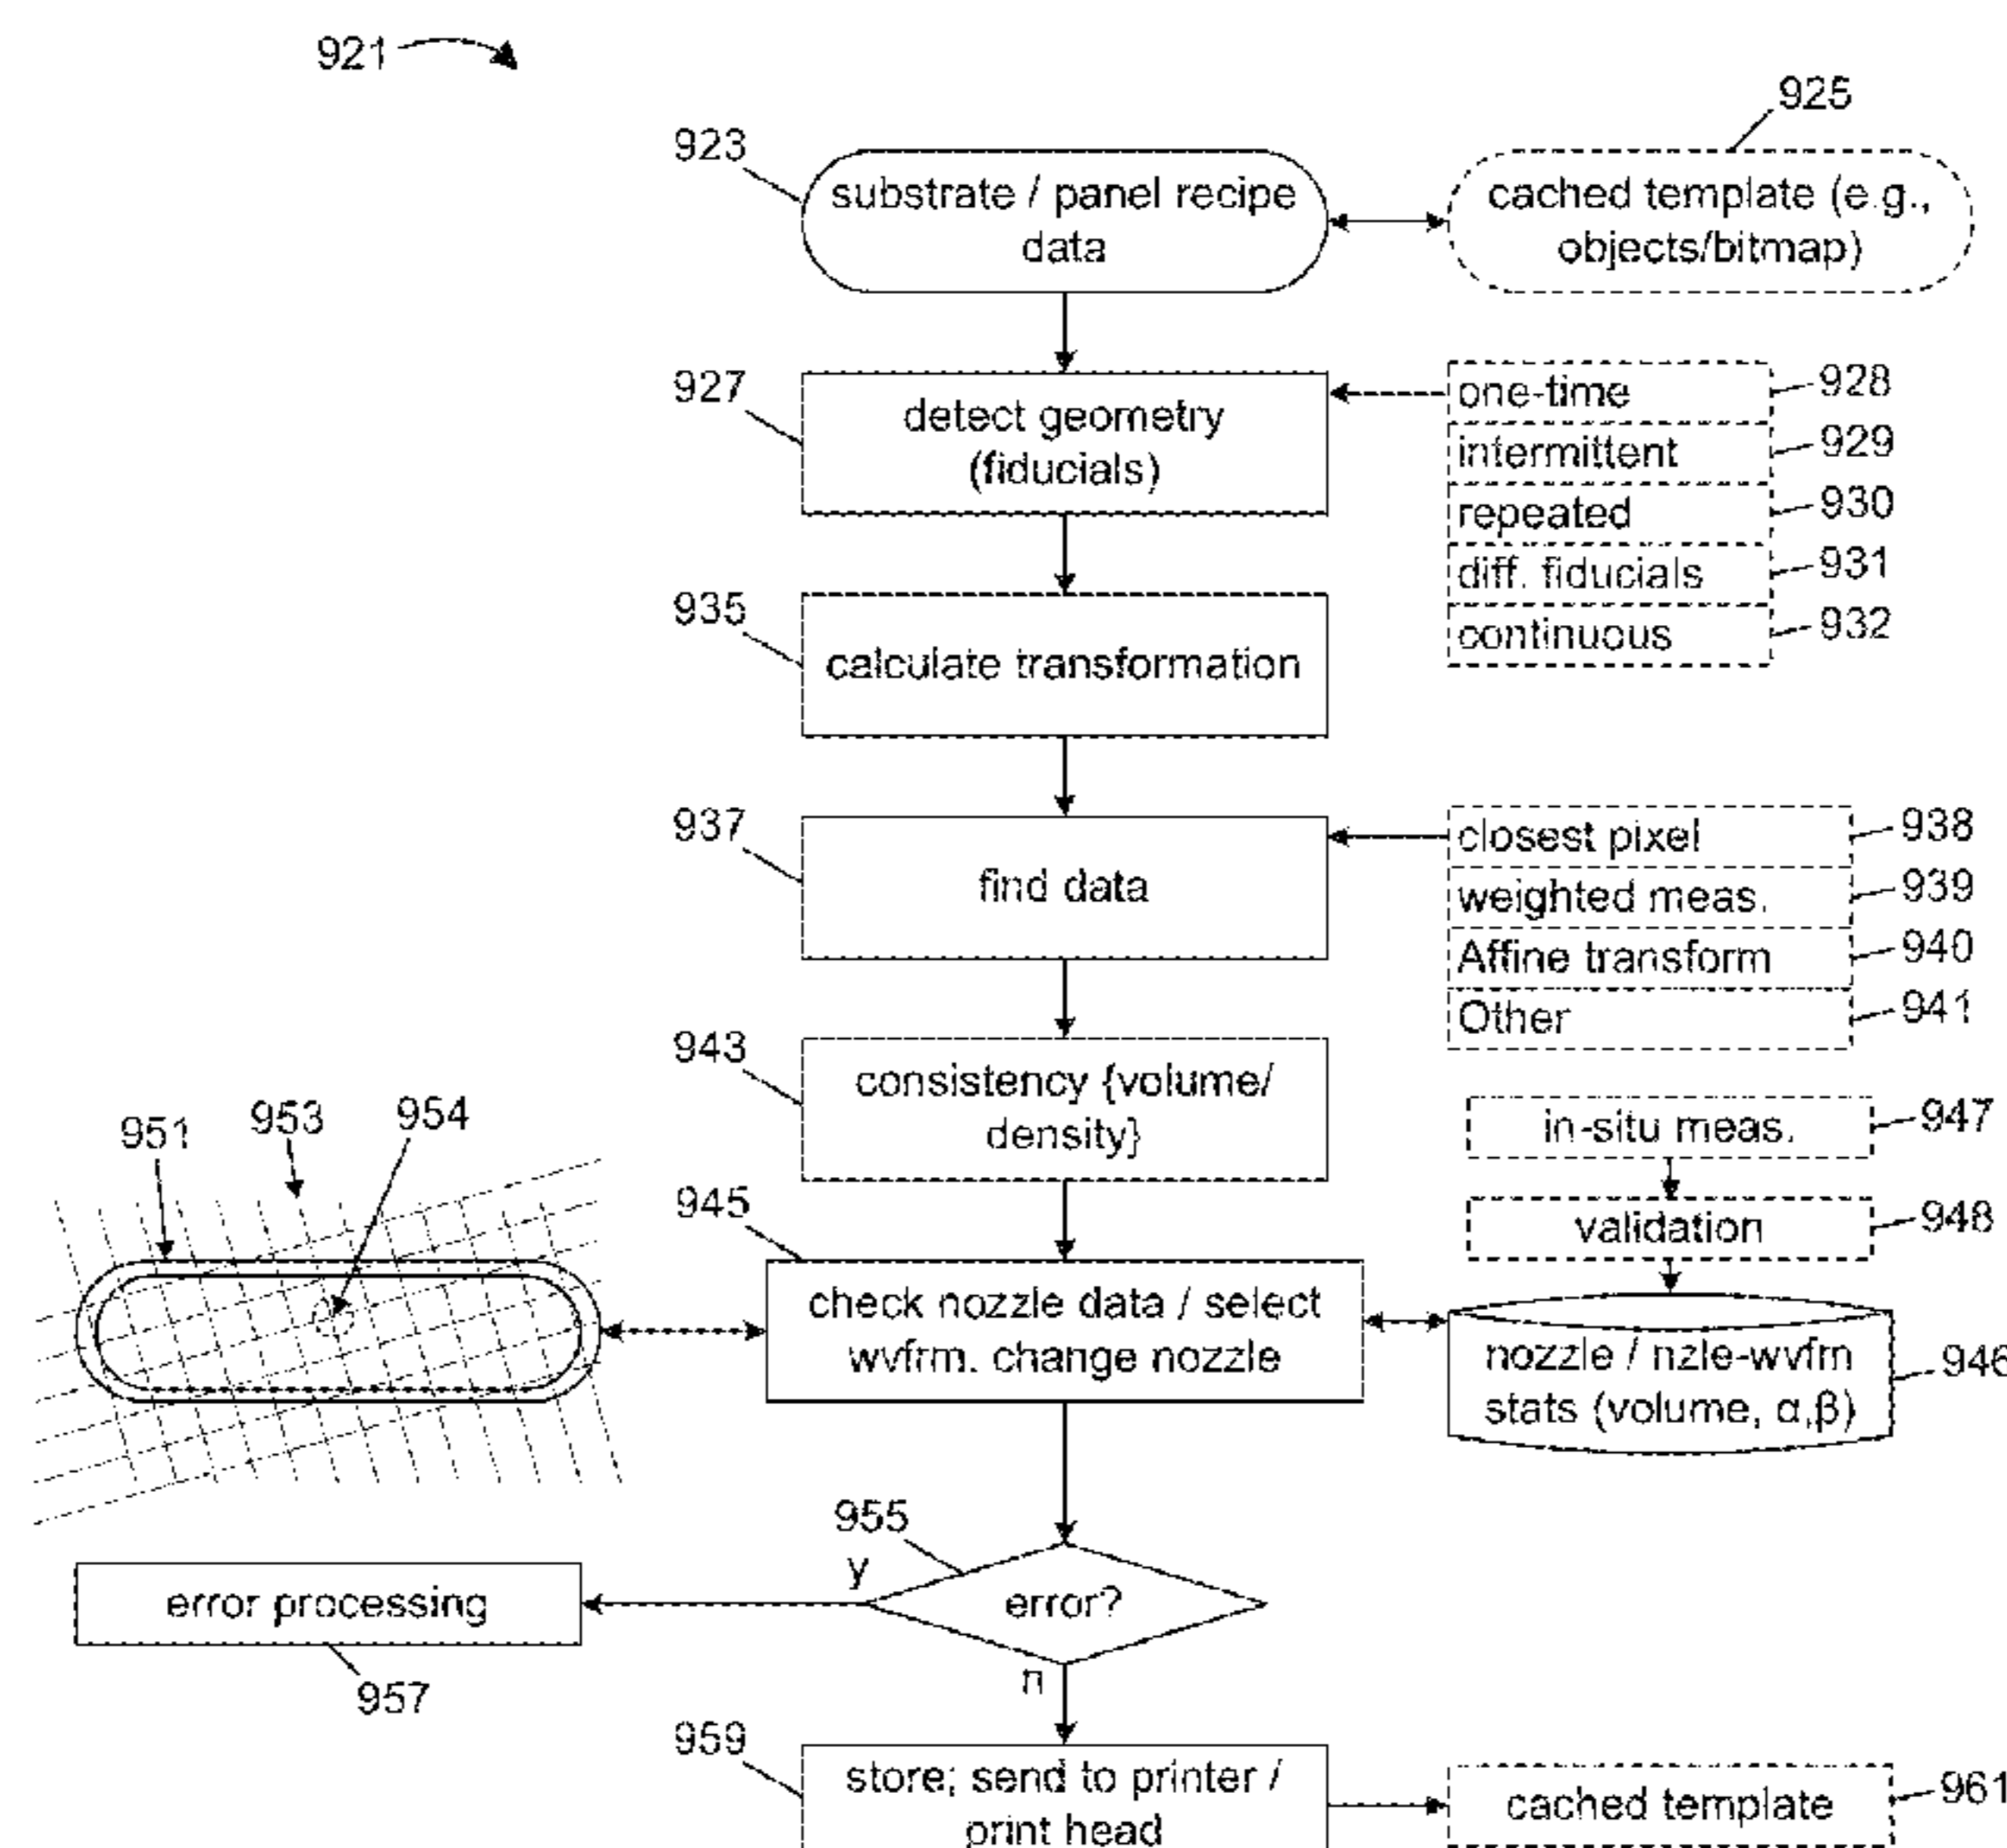 921
925
923
substrate / panel recipe
data
cached template (e.g.,
objects/bitmap)
927
detect geometry
(fiducials)
one-time
928
intermittent
929
repeated
930
diff. fiducials
931
continuous
932
935
calculate transformation
937
find data
closest pixel
938
weighted meas.
939
Affine transform
940
Other
941
943
consistency {volume/
density}
in-situ meas.
947
validation
948
951
953
954
945
check nozzle data / select
wvfrm. change nozzle
nozzle / nzle-wvfrm
stats (volume, α,β)
946
955
y
error?
n
error processing
957
959
store; send to printer /
print head
cached template
961